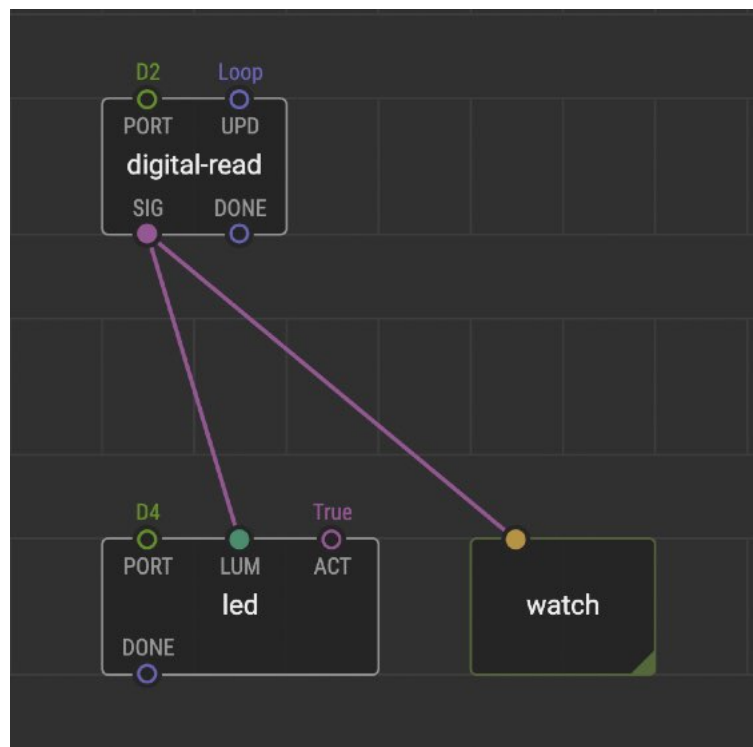 D2 Loop
PORT UPD
digital-read
SIG DONE
D4 True
PORT LUM ACT
led
watch
DONE